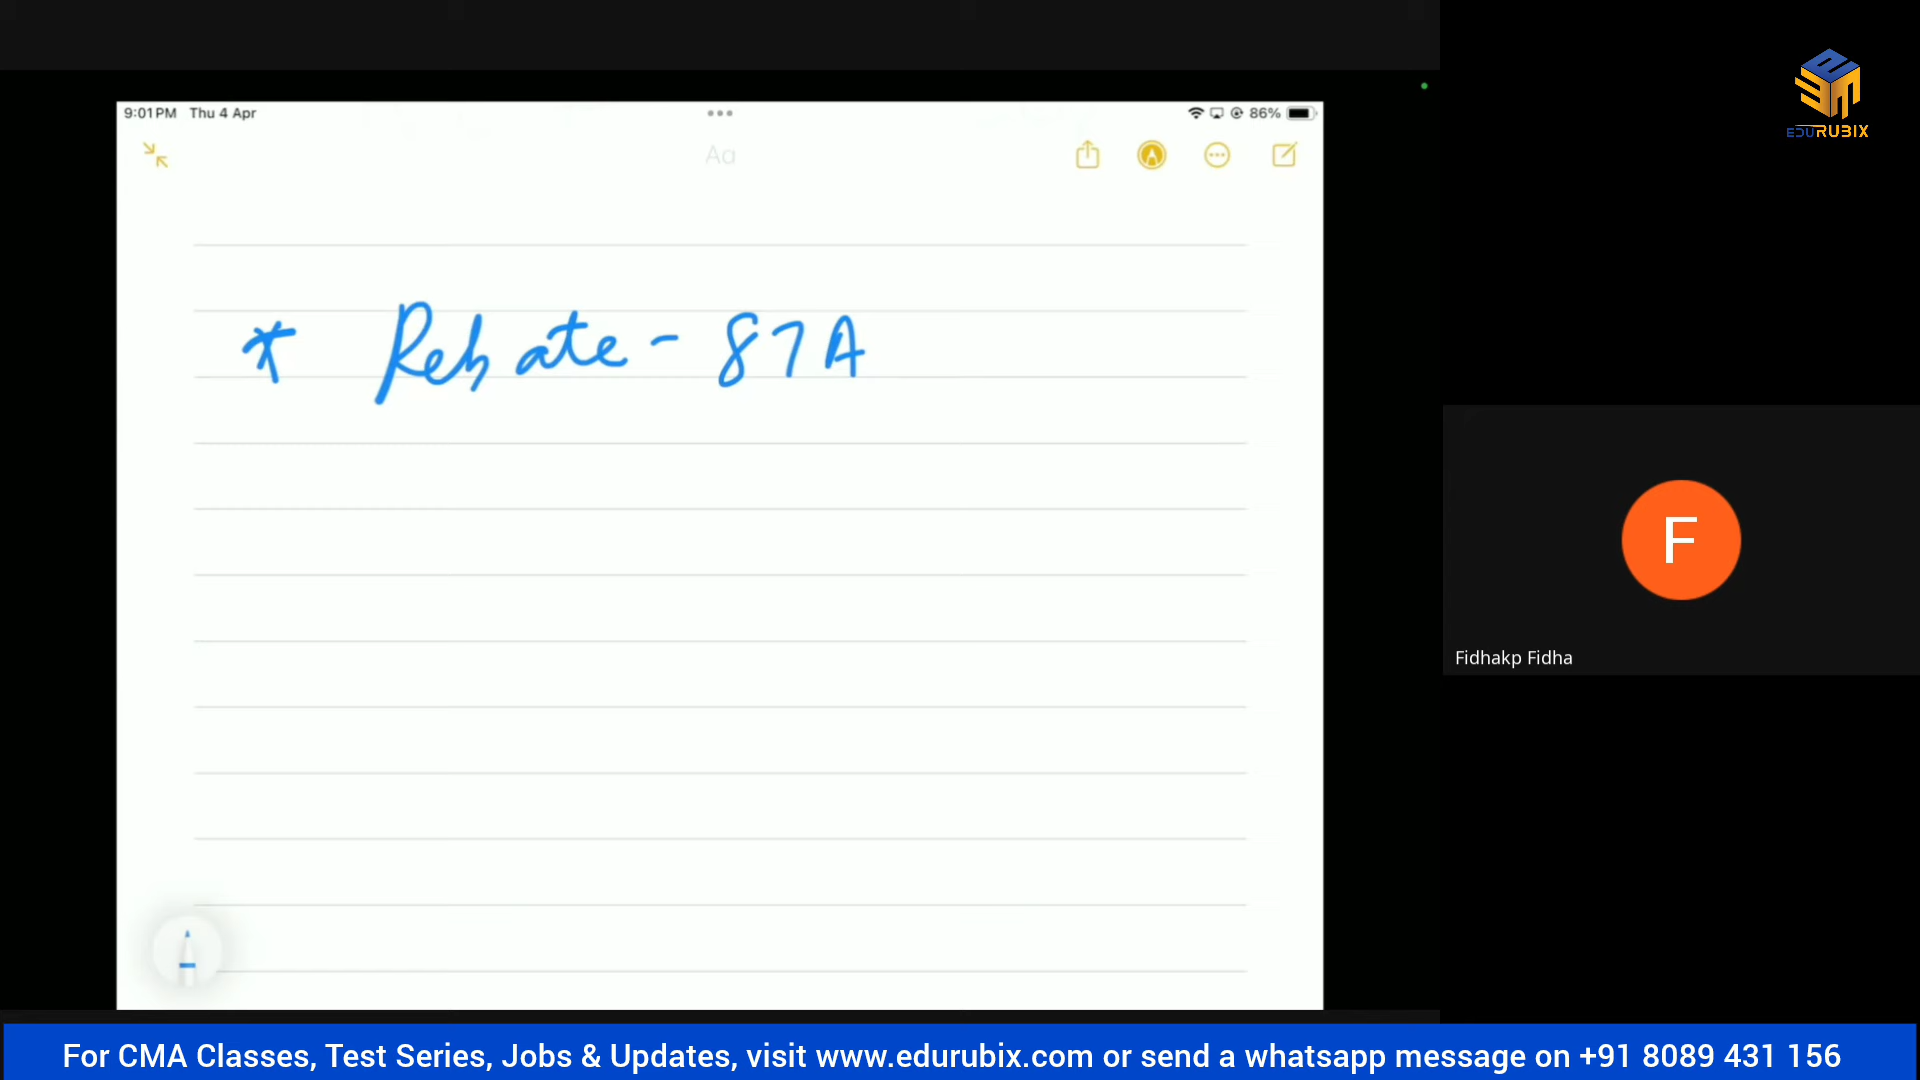 EDURUBIX
9:01 PM Thu 4 Apr
86%
Aa
* Rebate - 87A
F
Fidhakp Fidha
For CMA Classes, Test Series, Jobs & Updates, visit www.edurubix.com or send a whatsapp message on +91 8089 431 156